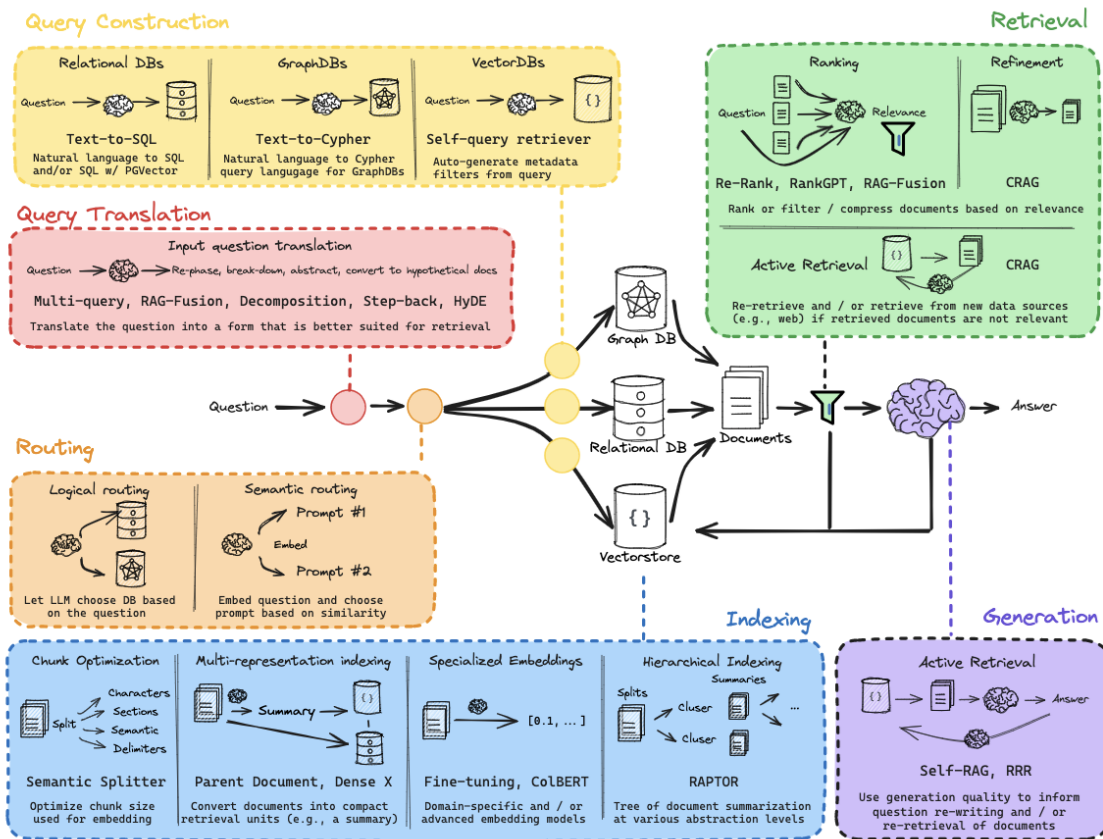 Query Construction
Relational DBs
Question
Text-to-SQL
Natural language to SQL
and/or SQL w/ PGVector
GraphDBs
Question
Text-to-Cypher
Natural language to Cypher
query langugage for GraphDBs
VectorDBs
Question
{}
Self-query retriever
Auto-generate metadata
filters from query
Retrieval
Ranking
Question
Relevance
Re-Rank, RankGPT, RAG-Fusion
Refinement
CRAG
Rank or filter / compress documents based on relevance
Active Retrieval
CRAG
Re-retrieve and / or retrieve from new data sources
(e.g., web) if retrieved documents are not relevant
Query Translation
Input question translation
Question
Re-phase, break-down, abstract, convert to hypothetical docs
Multi-query, RAG-Fusion, Decomposition, Step-back, HyDE
Translate the question into a form that is better suited for retrieval
Question
Graph DB
Relational DB
{}
Vectorstore
Documents
Answer
Routing
Logical routing
Let LLM choose DB based
on the question
Semantic routing
Prompt #1
Embed
Prompt #2
Embed question and choose
prompt based on similarity
Indexing
Chunk Optimization
Split
Characters
Sections
Semantic
Delimiters
Semantic Splitter
Optimize chunk size
used for embedding
Multi-representation indexing
Summary
{}
Parent Document, Dense X
Convert documents into compact
retrieval units (e.g., a summary)
Specialized Embeddings
[0.1, ...]
Fine-tuning, ColBERT
Domain-specific and / or
advanced embedding models
Hierarchical Indexing
Splits
Summaries
Cluser
Cluser
...
RAPTOR
Tree of document summarization
at various abstraction levels
Generation
Active Retrieval
{}
Answer
Self-RAG, RRR
Use generation quality to inform
question re-writing and / or
re-retrieval of documents